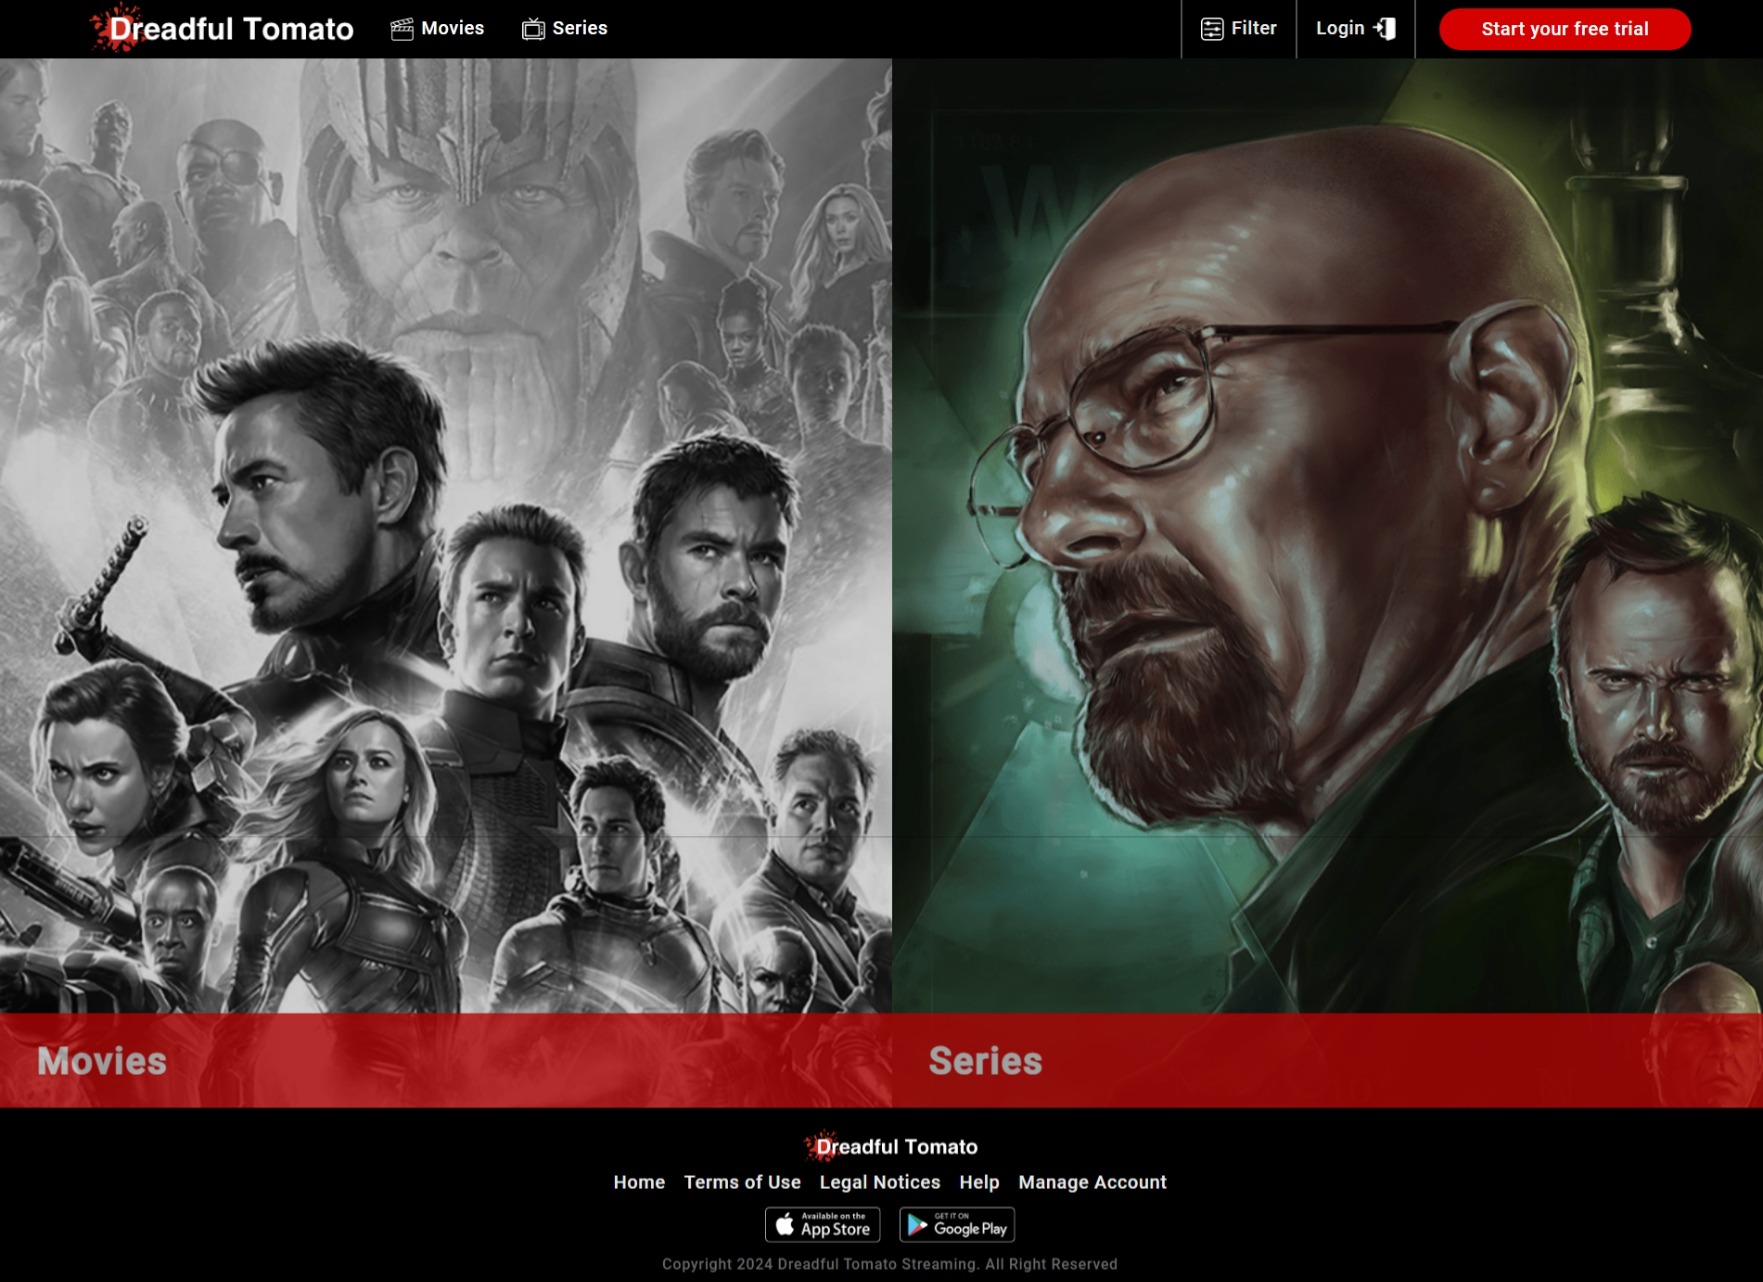 Dreadful Tomato
Movies
Series
Filter
Login
Start your free trial
W
Movies
Series
Dreadful Tomato
Home Terms of Use Legal Notices Help Manage Account
Available on the App Store
GET IT ON Google Play
Copyright 2024 Dreadful Tomato Streaming. All Right Reserved